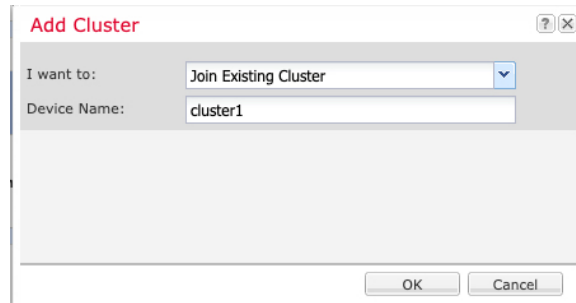 Add Cluster
?
I want to: Join Existing Cluster
Device Name: cluster1
OK Cancel